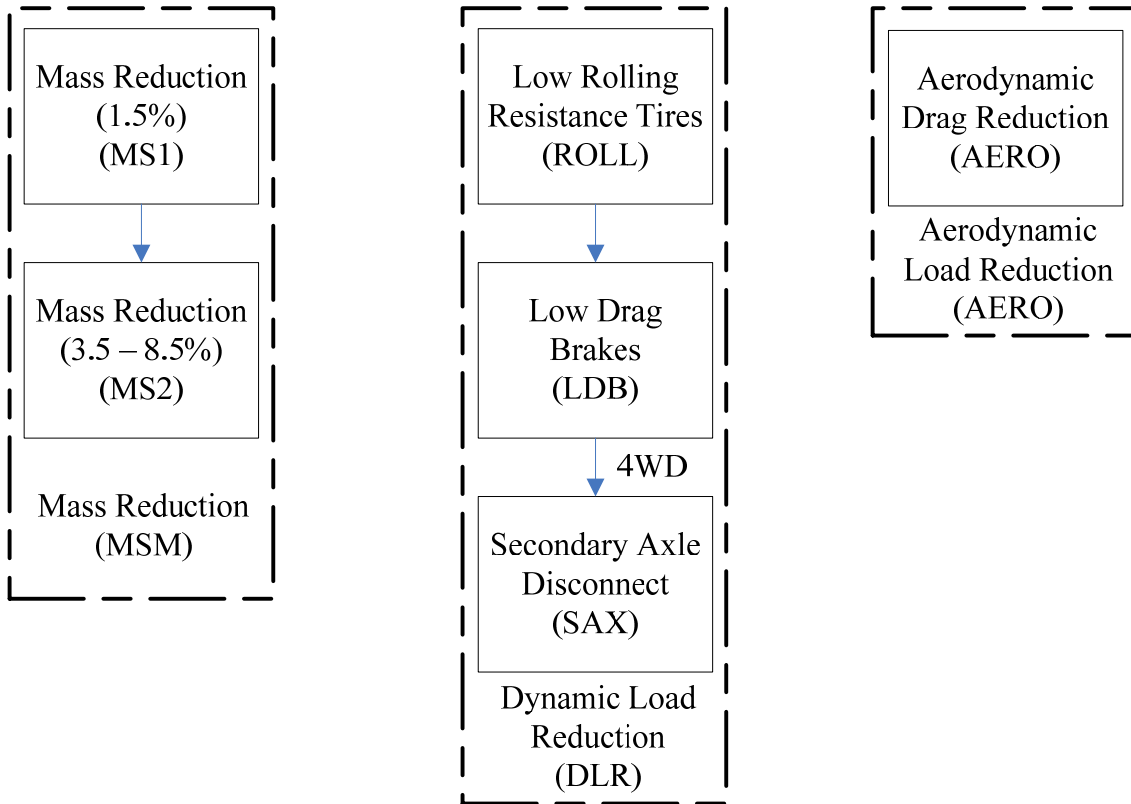 Mass Reduction
(1.5%)
(MS1)
Mass Reduction
(3.5 – 8.5%)
(MS2)
Mass Reduction
(MSM)
Low Rolling
Resistance Tires
(ROLL)
Low Drag
Brakes
(LDB)
4WD
Secondary Axle
Disconnect
(SAX)
Dynamic Load
Reduction
(DLR)
Aerodynamic
Drag Reduction
(AERO)
Aerodynamic
Load Reduction
(AERO)